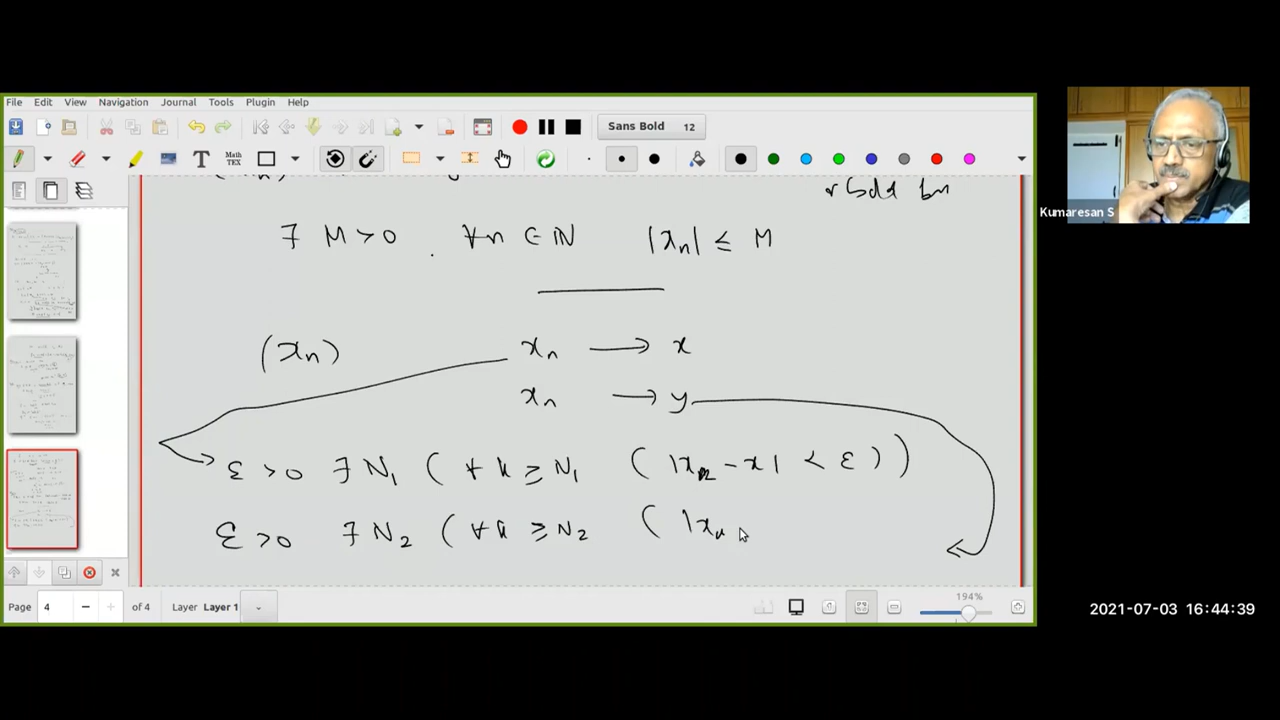 File Edit View Navigation Journal Tools Plugin Help
Sans Bold 12
T Math TEX
Kumaresan S
∃ M > 0 . ∀n ∈ ℕ |xₙ| ≤ M
(xₙ) xₙ → x
xₙ → y
ε > 0 ∃ N₁ ( ∀ k ≥ N₁ ( |xₖ - x| < ε ) )
ε > 0 ∃ N₂ ( ∀ k ≥ N₂ ( |xₖ
Page 4 of 4 Layer Layer 1 194%
2021-07-03 16:44:39